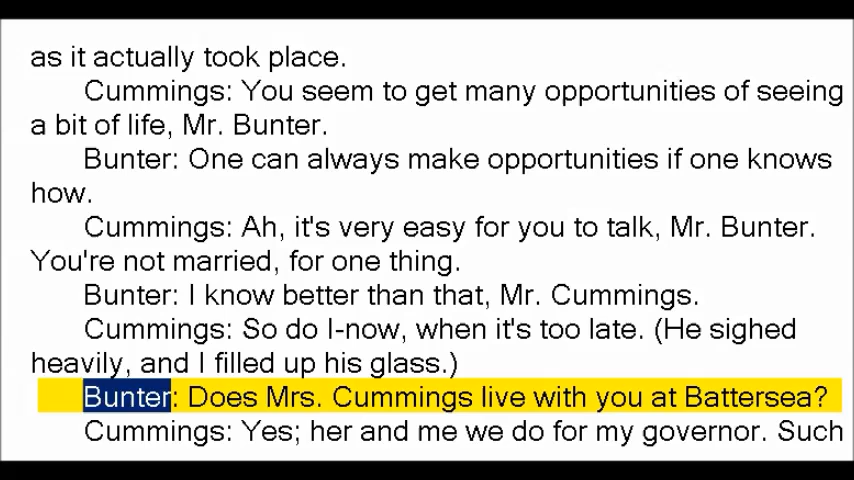 as it actually took place.
Cummings: You seem to get many opportunities of seeing
a bit of life, Mr. Bunter.
Bunter: One can always make opportunities if one knows
how.
Cummings: Ah, it's very easy for you to talk, Mr. Bunter.
You're not married, for one thing.
Bunter: I know better than that, Mr. Cummings.
Cummings: So do I-now, when it's too late. (He sighed
heavily, and I filled up his glass.)
Bunter: Does Mrs. Cummings live with you at Battersea?
Cummings: Yes; her and me we do for my governor. Such